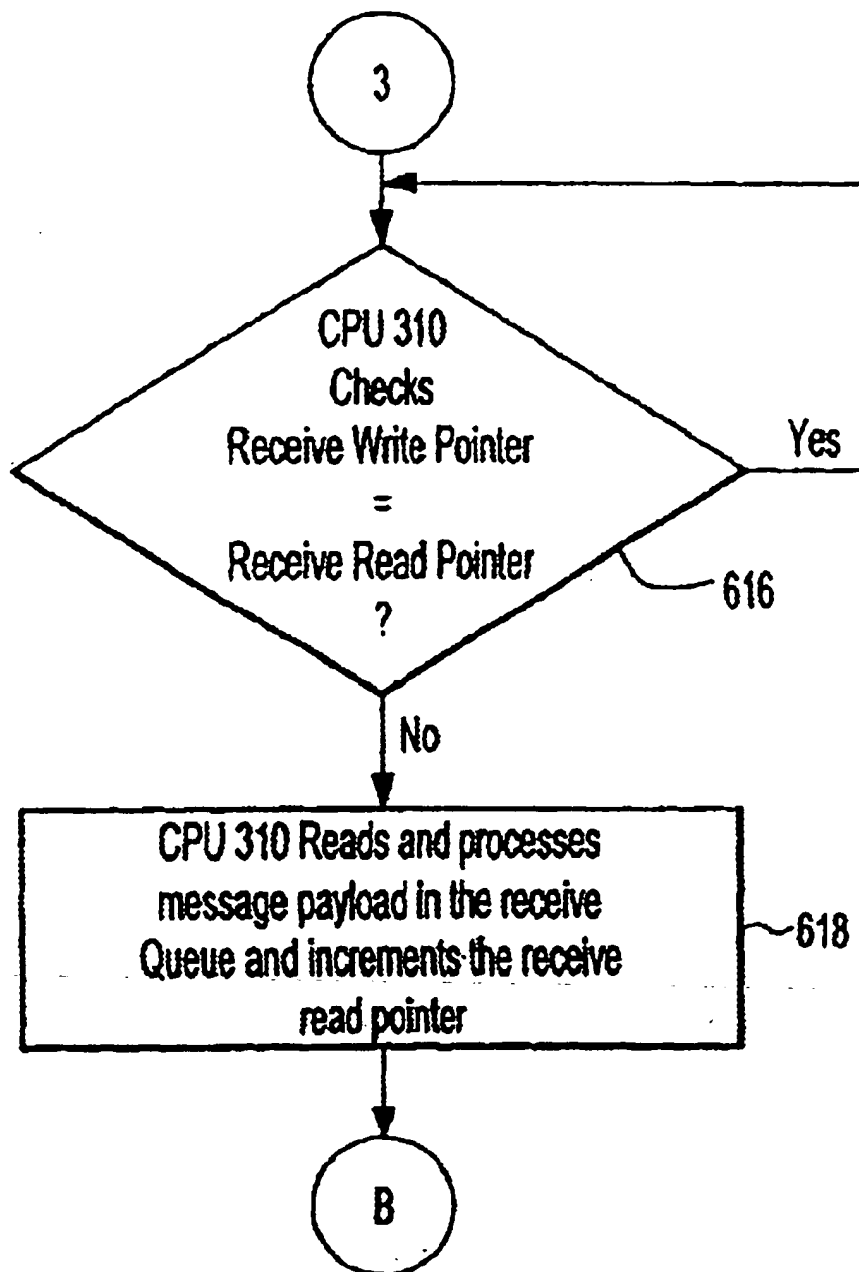 3
CPU 310
Checks
Receive Write Pointer
=
Receive Read Pointer
?
Yes
616
No
CPU 310 Reads and processes
message payload in the receive
Queue and increments the receive
read pointer
618
B